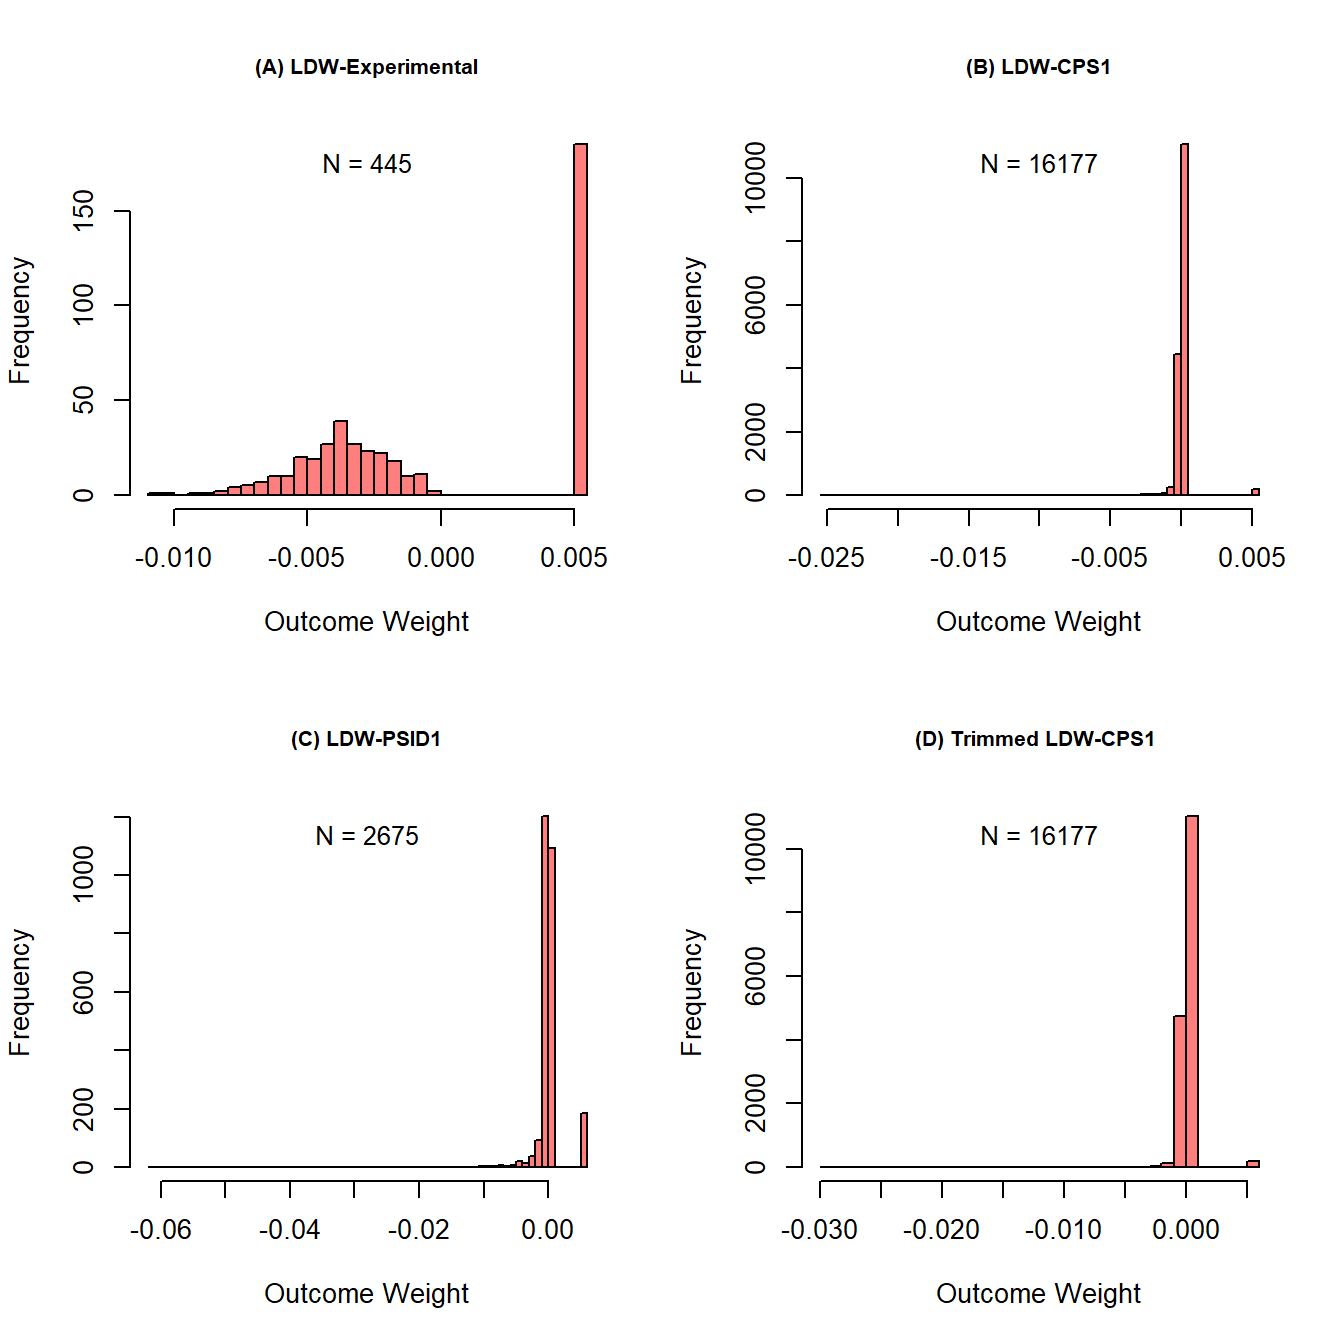 (A) LDW-Experimental
N = 445
Frequency
0 50 100 150
-0.010 -0.005 0.000 0.005
Outcome Weight
(B) LDW-CPS1
N = 16177
Frequency
0 2000 6000 10000
-0.025 -0.015 -0.005 0.005
Outcome Weight
(C) LDW-PSID1
N = 2675
Frequency
0 200 600 1000
-0.06 -0.04 -0.02 0.00
Outcome Weight
(D) Trimmed LDW-CPS1
N = 16177
Frequency
0 2000 6000 10000
-0.030 -0.020 -0.010 0.000
Outcome Weight